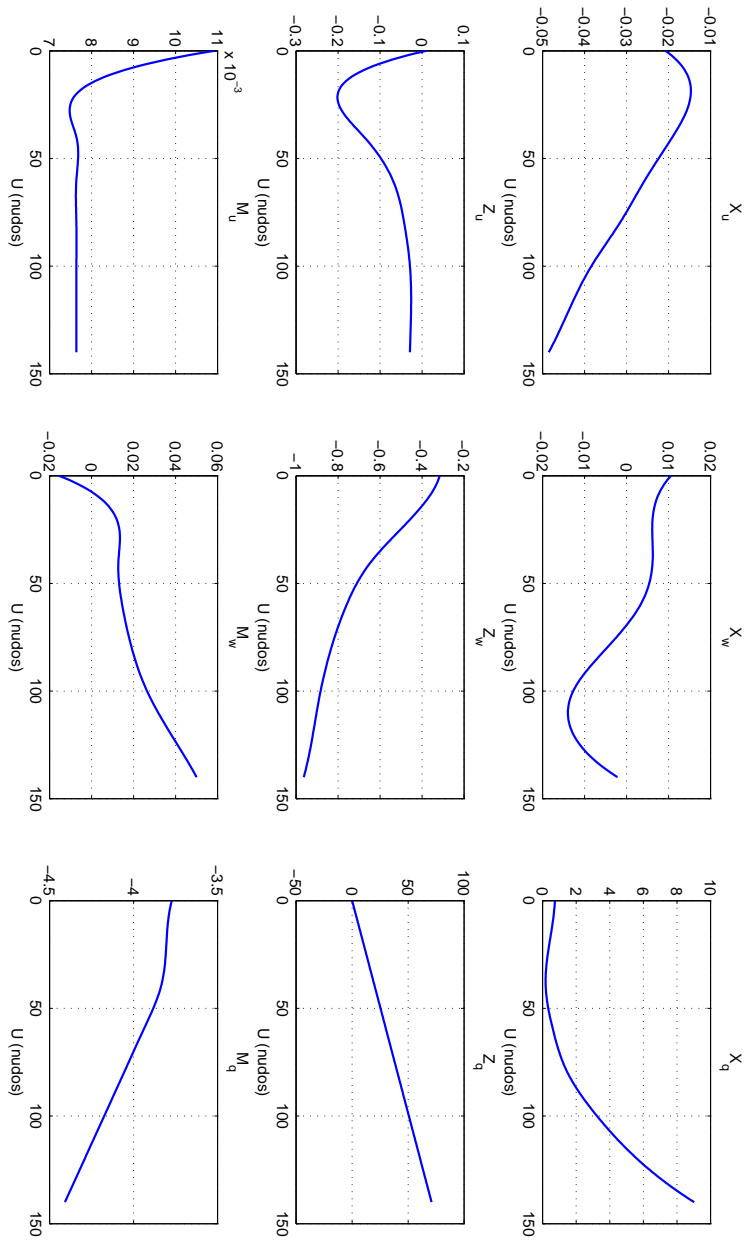 X_u
−0.01
−0.02
−0.03
−0.04
−0.05
0 50 100 150
U (nudos)
X_w
0.02
0.01
0
−0.01
−0.02
0 50 100 150
U (nudos)
X_q
10
8
6
4
2
0
0 50 100 150
U (nudos)
Z_u
0.1
0
−0.1
−0.2
−0.3
0 50 100 150
U (nudos)
Z_w
−0.2
−0.4
−0.6
−0.8
−1
0 50 100 150
U (nudos)
Z_q
100
50
0
−50
0 50 100 150
U (nudos)
M_u
x 10^−3
11
10
9
8
7
0 50 100 150
U (nudos)
M_w
0.06
0.04
0.02
0
−0.02
0 50 100 150
U (nudos)
M_q
−3.5
−4
−4.5
0 50 100 150
U (nudos)